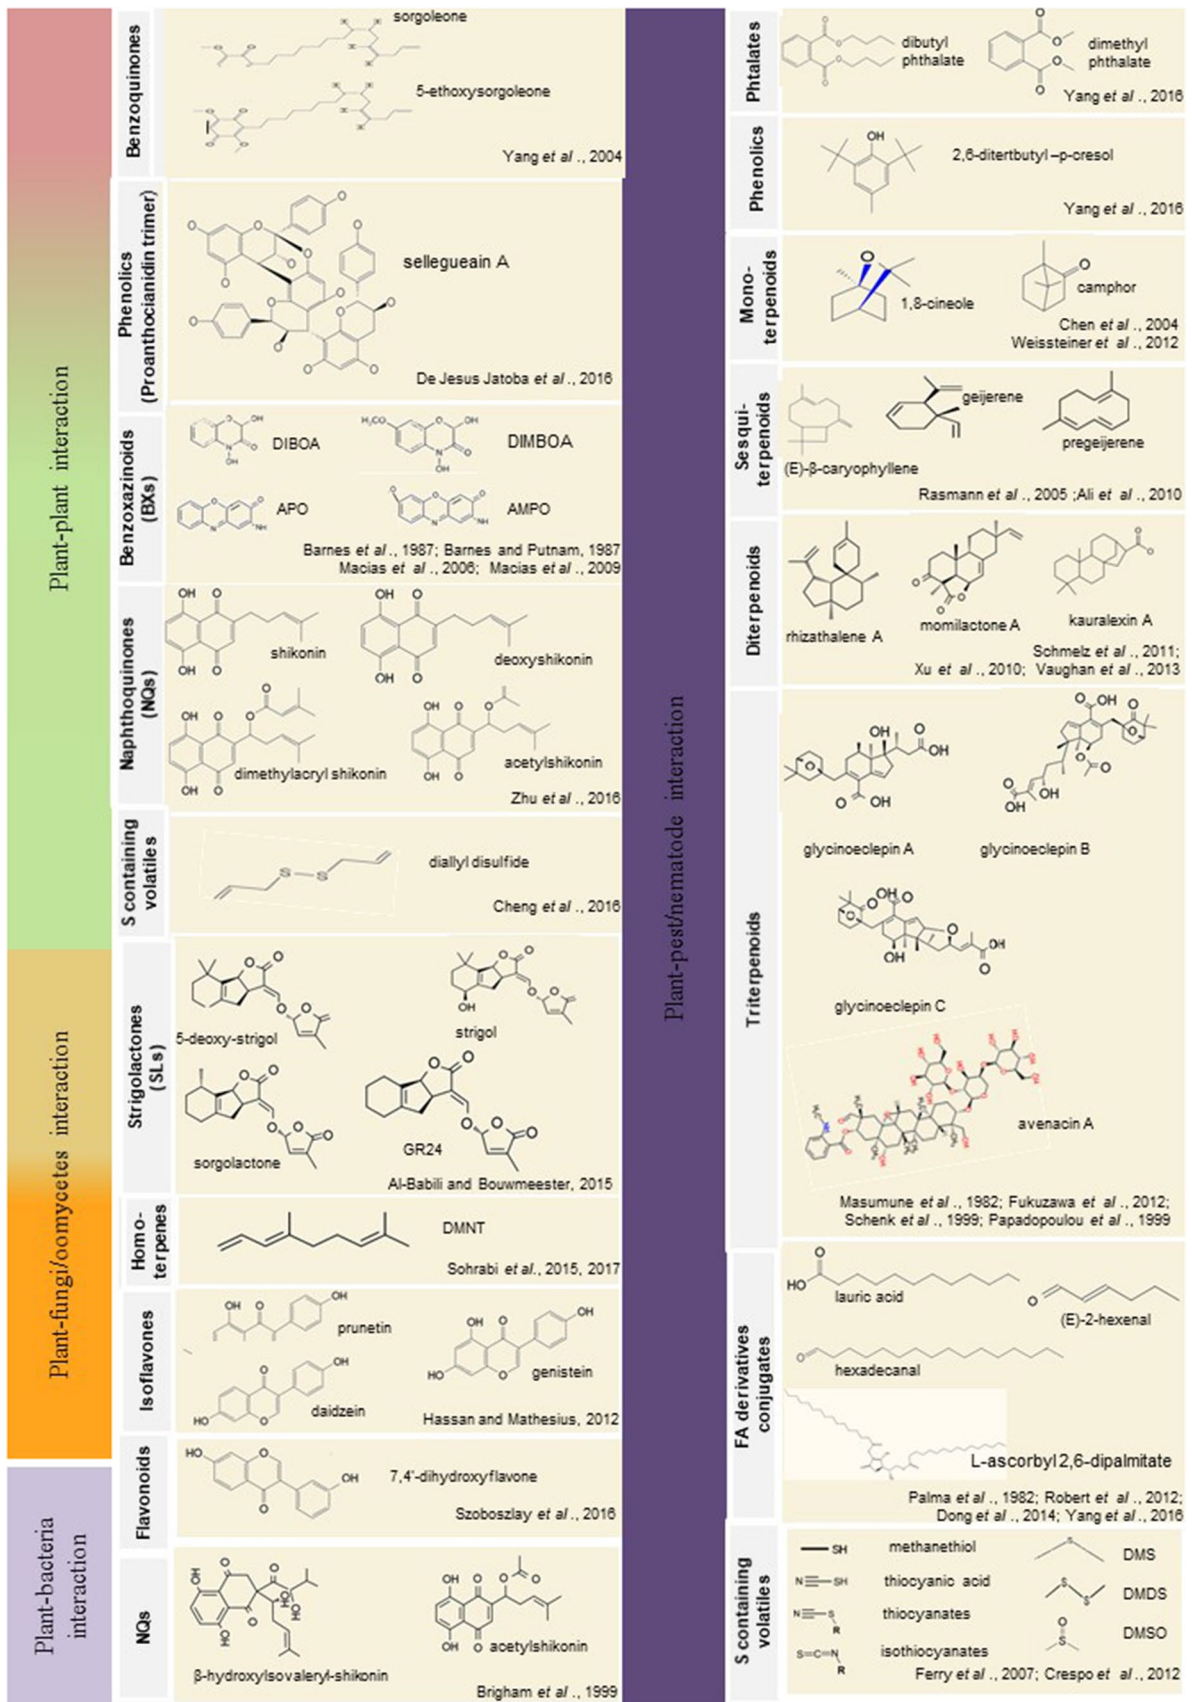 Plant-plant interaction
Plant-fungi/oomycetes interaction
Plant-bacteria
interaction
Benzoquinones
sorgoleone
5-ethoxysorgoleone
Yang et al., 2004
Phenolics
(Proanthocianidin trimer)
sellegueain A
De Jesus Jatoba et al., 2016
Benzoxazinoids
(BXs)
DIBOA
DIMBOA
APO
AMPO
Barnes et al., 1987; Barnes and Putnam, 1987
Macias et al., 2006; Macias et al., 2009
Naphthoquinones
(NQs)
shikonin
deoxyshikonin
dimethylacryl shikonin
acetylshikonin
Zhu et al., 2016
S containing
volatiles
diallyl disulfide
Cheng et al., 2016
Strigolactones
(SLs)
5-deoxy-strigol
strigol
sorgolactone
GR24
Al-Babili and Bouwmeester, 2015
Homo-
terpenes
DMNT
Sohrabi et al., 2015, 2017
Isoflavones
prunetin
genistein
daidzein
Hassan and Mathesius, 2012
Flavonoids
7,4'-dihydroxyflavone
Szoboszlay et al., 2016
NQs
β-hydroxylsovaleryl-shikonin
acetylshikonin
Brigham et al., 1999
Plant-pest/nematode interaction
Phtalates
dibutyl
phthalate
dimethyl
phthalate
Yang et al., 2016
Phenolics
2,6-ditertbutyl–p-cresol
Yang et al., 2016
Mono-
terpenoids
1,8-cineole
camphor
Chen et al., 2004
Weissteiner et al., 2012
Sesqui-
terpenoids
(E)-β-caryophyllene
geijerene
pregeijerene
Rasmann et al., 2005 ;Ali et al., 2010
Diterpenoids
rhizathalene A
momilactone A
kauralexin A
Schmelz et al., 2011;
Xu et al., 2010; Vaughan et al., 2013
Triterpenoids
glycinoeclepin A
glycinoeclepin B
glycinoeclepin C
avenacin A
Masumune et al., 1982; Fukuzawa et al., 2012;
Schenk et al., 1999; Papadopoulou et al., 1999
FA derivatives
conjugates
lauric acid
(E)-2-hexenal
hexadecanal
L-ascorbyl 2,6-dipalmitate
Palma et al., 1982; Robert et al., 2012;
Dong et al., 2014; Yang et al., 2016
S containing
volatiles
methanethiol
DMS
thiocyanic acid
DMDS
thiocyanates
DMSO
isothiocyanates
Ferry et al., 2007; Crespo et al., 2012